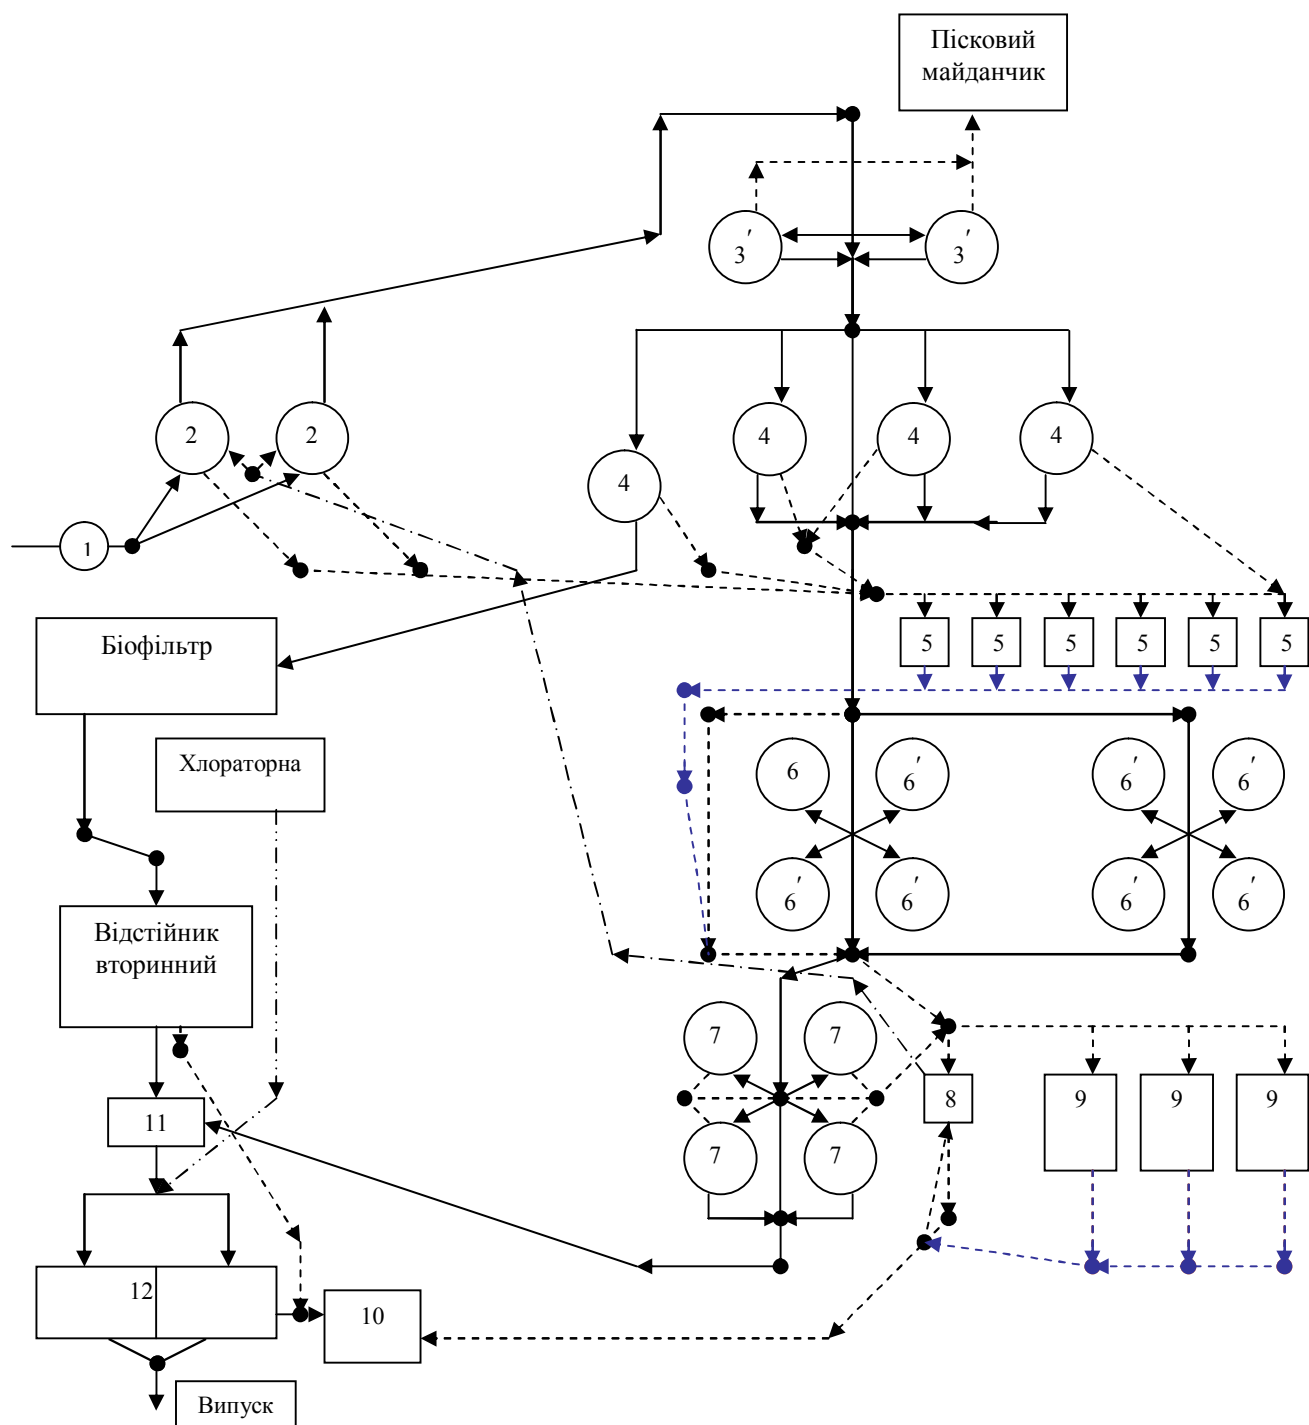 Пісковий
майданчик
3′ 3′
2 2 4 4 4
4
1
5 5 5 5 5 5
Біофільтр
Хлораторна
6 6′ 6′ 6′
6′ 6′ 6′ 6′
Відстійник
вторинний
7 7
8 9 9 9
11
7 7
12
10
Випуск